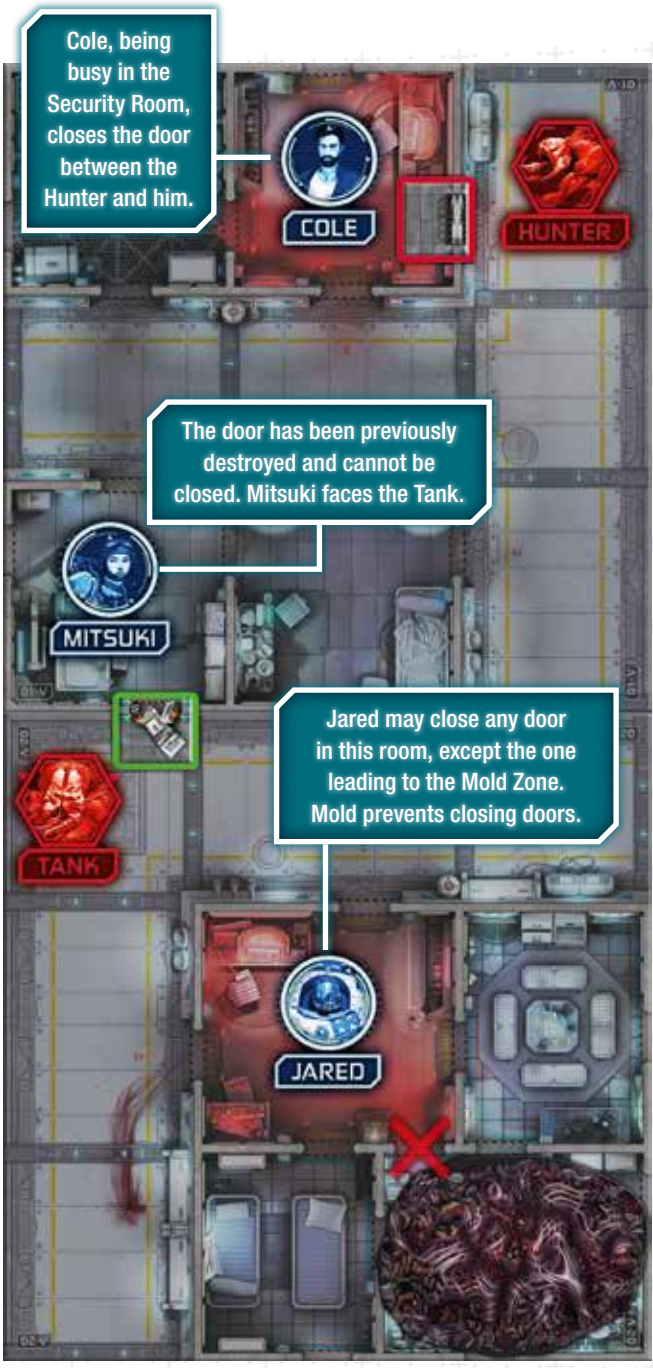 Cole, being
busy in the
Security Room,
closes the door
between the
Hunter and him.
COLE
HUNTER
The door has been previously
destroyed and cannot be
closed. Mitsuki faces the Tank.
MITSUKI
Jared may close any door
in this room, except the one
leading to the Mold Zone.
Mold prevents closing doors.
TANK
JARED